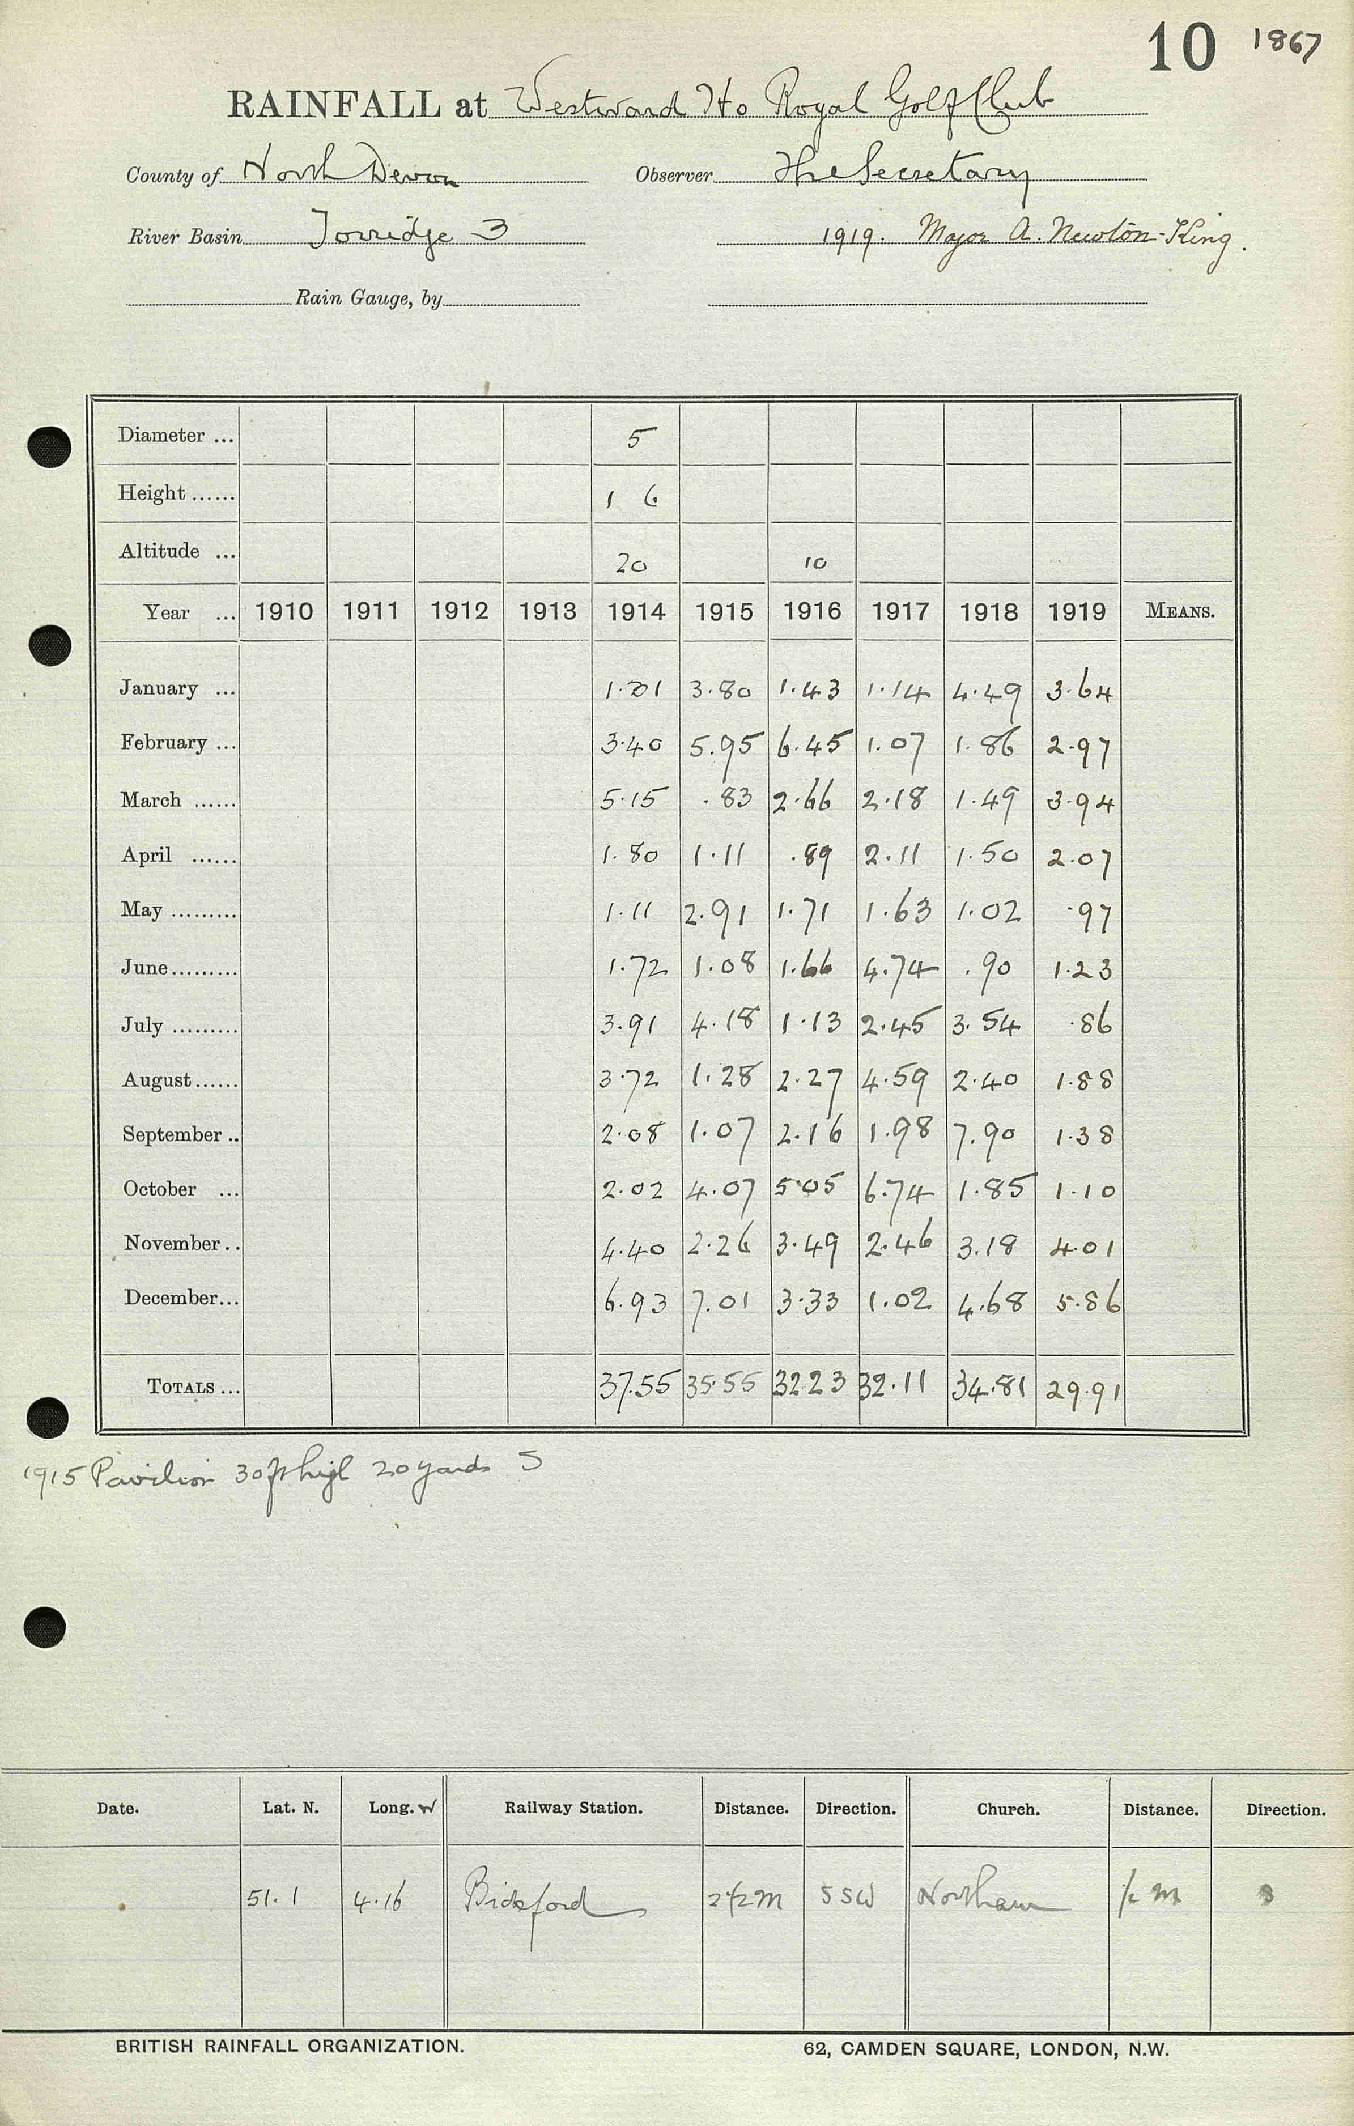 10 1867
RAINFALL at Westward Ho Royal Golf Club
County of North Devon Observer The Secretary
River Basin Torridge 3 1919. Major A. Newton-King.
Rain Gauge, by
Diameter ... 5
Height ...... 1 6
Altitude ... 20 10
Year ... 1910 1911 1912 1913 1914 1915 1916 1917 1918 1919 MEANS.
January ... 1.31 3.80 1.43 1.14 4.49 3.64
February ... 3.40 5.95 6.45 1.07 1.86 2.97
March ...... 5.15 .83 2.66 2.18 1.49 3.94
April ...... 1.80 1.11 .89 2.11 1.50 2.07
May ......... 1.11 2.91 1.71 1.63 1.02 .97
June......... 1.72 1.08 1.66 4.74 .90 1.23
July ......... 3.91 4.18 1.13 2.45 3.54 .86
August...... 3.72 1.28 2.27 4.59 2.40 1.88
September.. 2.08 1.07 2.16 1.98 7.90 1.38
October ... 2.02 4.07 5.05 6.74 1.85 1.10
November.. 4.40 2.26 3.49 2.46 3.18 4.01
December... 6.93 7.01 3.33 1.02 4.68 5.86
TOTALS ... 37.55 35.55 32.23 32.11 34.81 29.91
1915 Pavilion 30 ft high 20 yards S
Date. Lat. N. Long. W Railway Station. Distance. Direction. Church. Distance. Direction.
51.1 4.16 Bideford 2½ M SSW Northam ½ M
BRITISH RAINFALL ORGANIZATION. 62, CAMDEN SQUARE, LONDON, N.W.